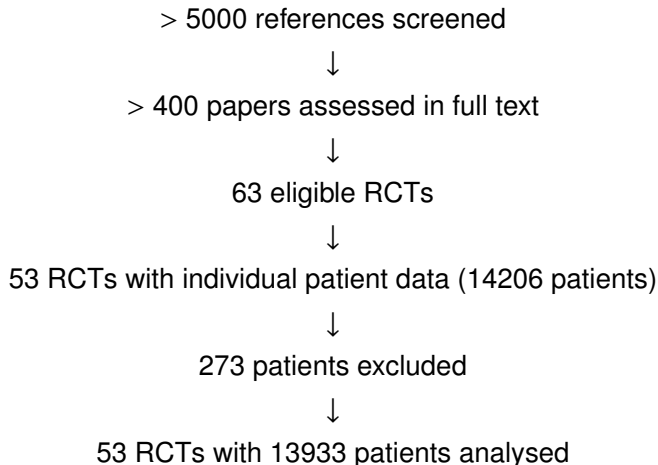 > 5000 references screened
↓
> 400 papers assessed in full text
↓
63 eligible RCTs
↓
53 RCTs with individual patient data (14206 patients)
↓
273 patients excluded
↓
53 RCTs with 13933 patients analysed